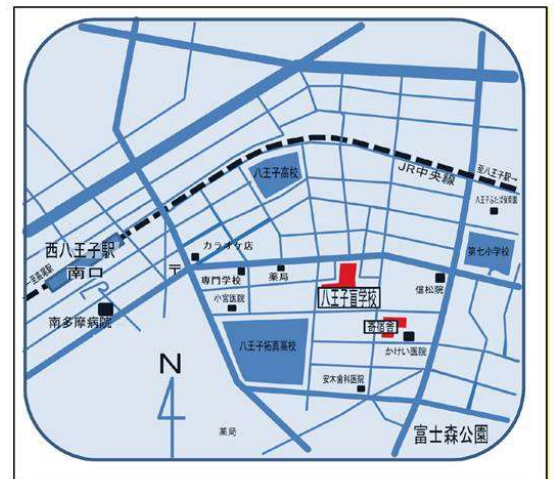 八王子高校
JR中央線
至八王子駅→
八王子ふたば保育園
西八王子駅
南口
←至高尾駅
カラオケ店
第七小学校
〒
専門学校
薬局
八王子盲学校
信松院
小宮医院
南多摩病院
寄宿舎
八王子拓真高校
かけい医院
N
安木歯科医院
薬局
富士森公園